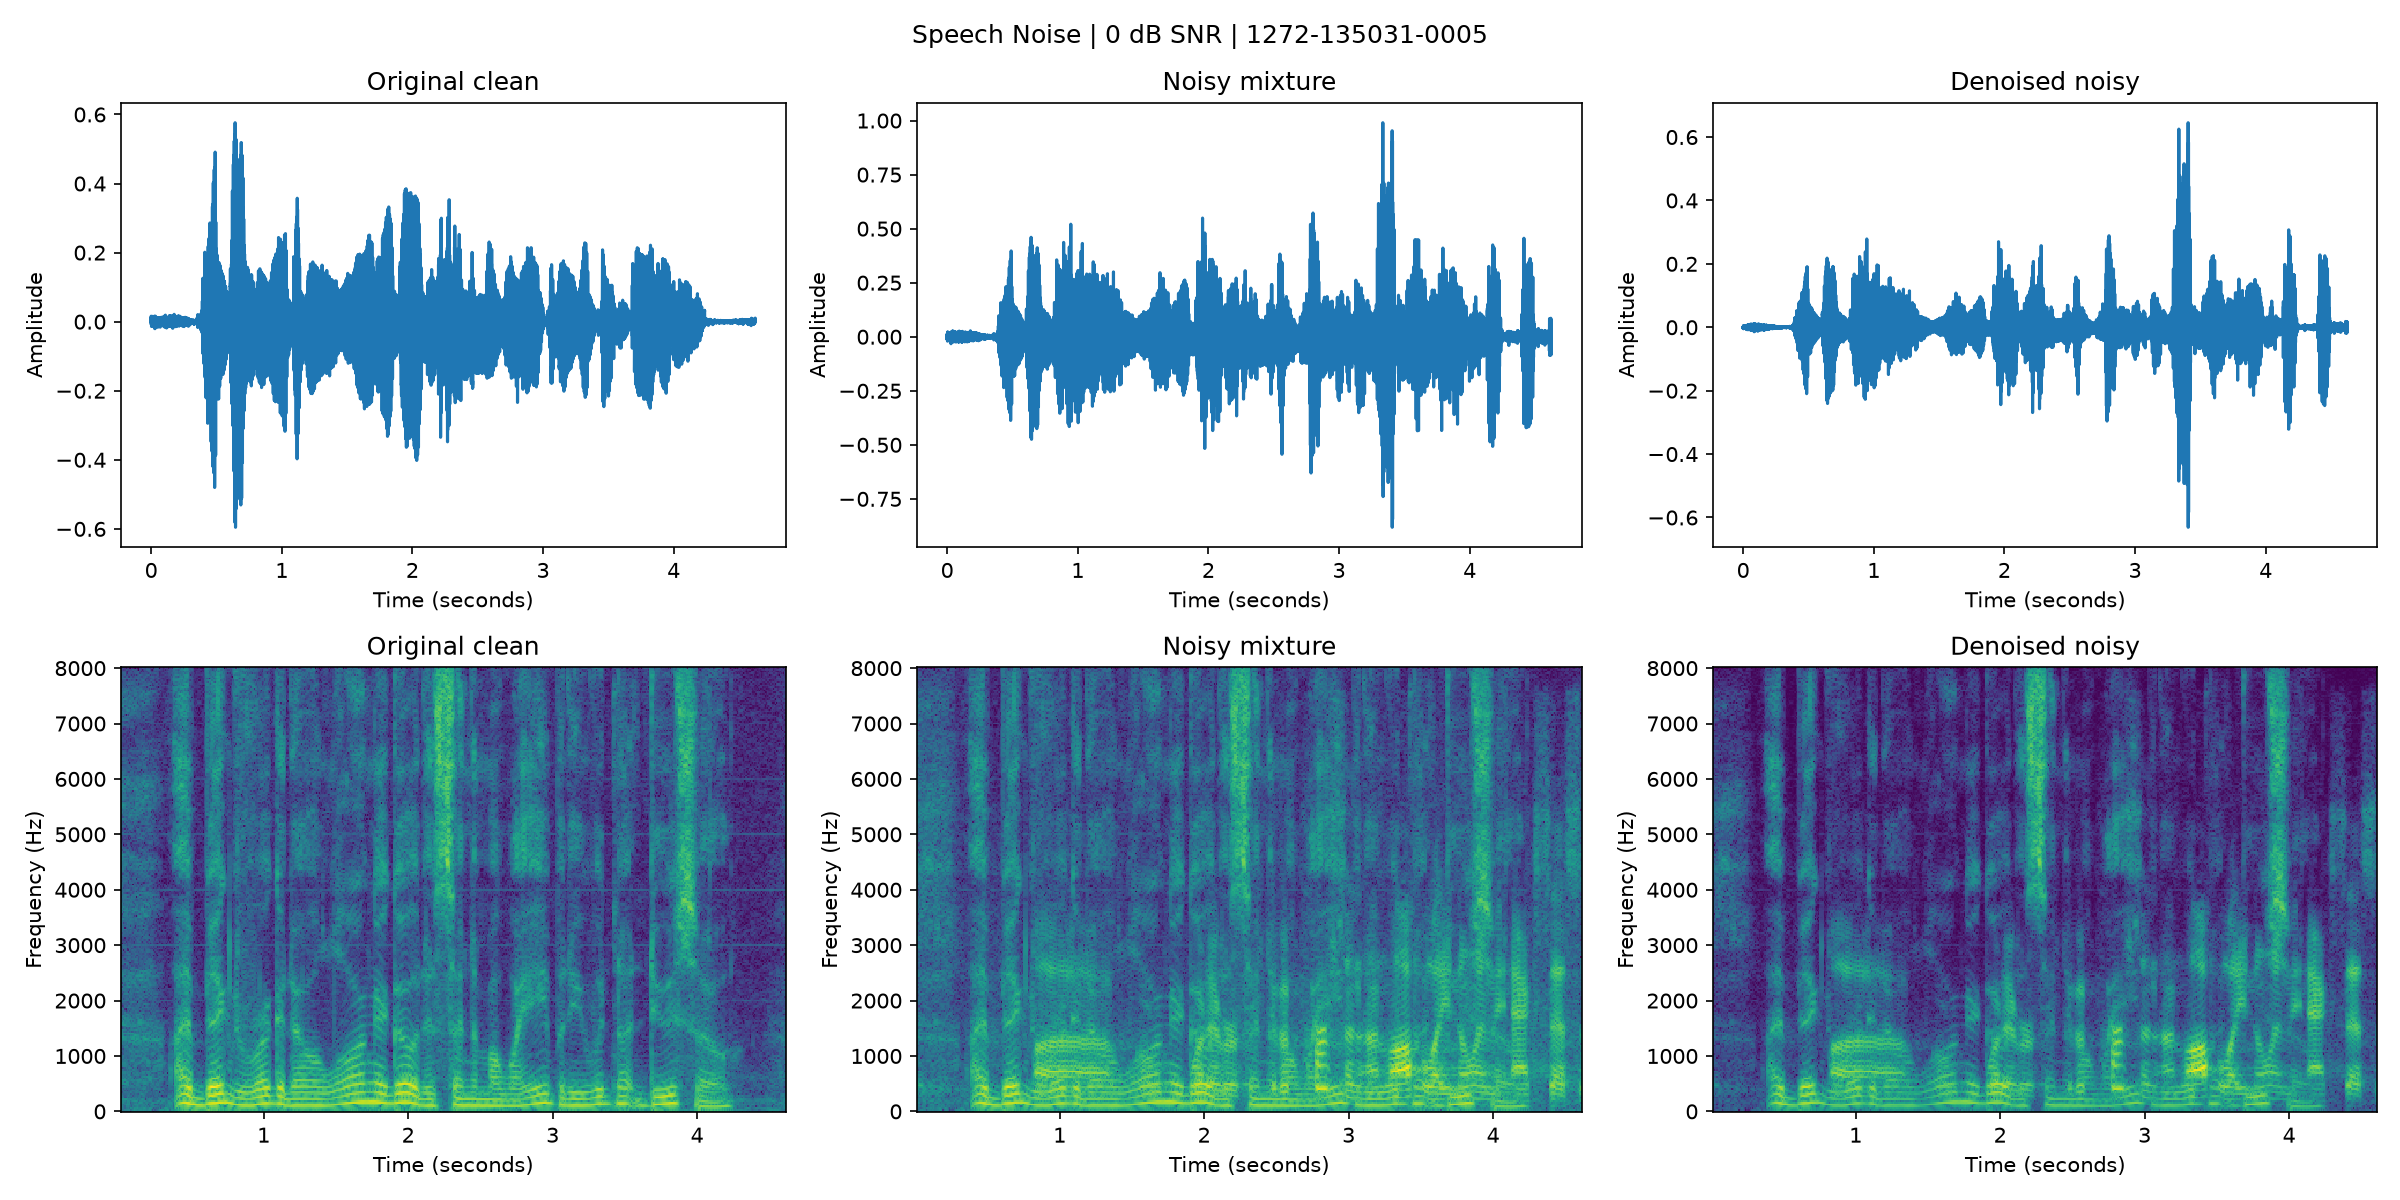 Speech Noise | 0 dB SNR | 1272-135031-0005
Original clean
Noisy mixture
Denoised noisy
Amplitude
0.6
0.4
0.2
0.0
−0.2
−0.4
−0.6
0 1 2 3 4
Time (seconds)
Amplitude
1.00
0.75
0.50
0.25
0.00
−0.25
−0.50
−0.75
0 1 2 3 4
Time (seconds)
Amplitude
0.6
0.4
0.2
0.0
−0.2
−0.4
−0.6
0 1 2 3 4
Time (seconds)
Original clean
Noisy mixture
Denoised noisy
Frequency (Hz)
8000
7000
6000
5000
4000
3000
2000
1000
0
1 2 3 4
Time (seconds)
Frequency (Hz)
8000
7000
6000
5000
4000
3000
2000
1000
0
1 2 3 4
Time (seconds)
Frequency (Hz)
8000
7000
6000
5000
4000
3000
2000
1000
0
1 2 3 4
Time (seconds)